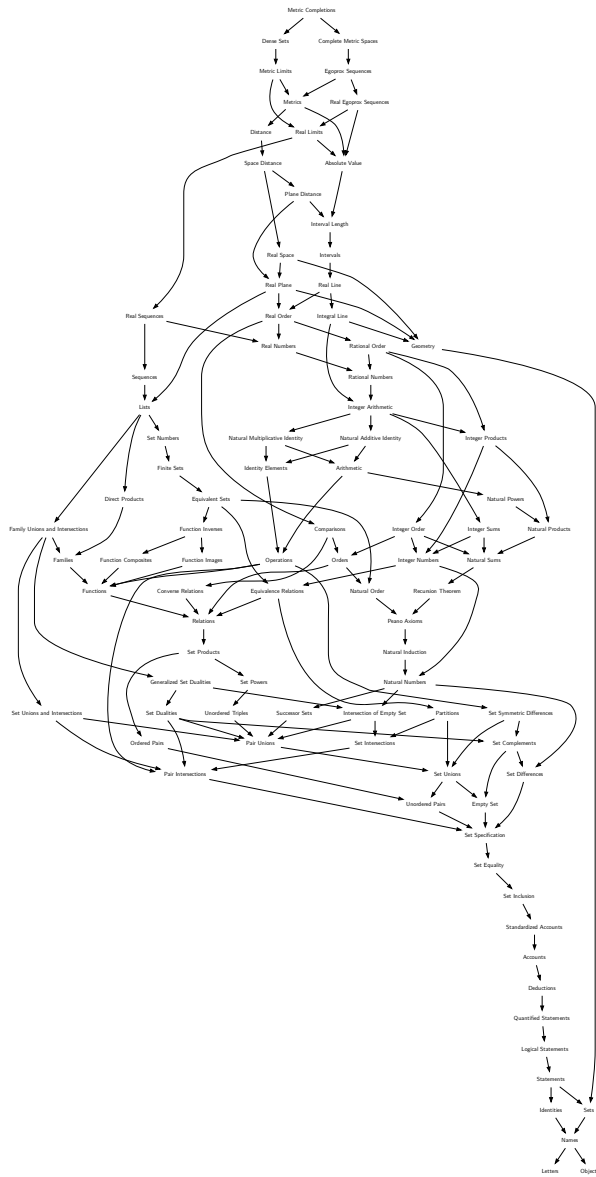 Metric Completions
Dense Sets Complete Metric Spaces
Metric Limits Egoprox Sequences
Metrics Real Egoprox Sequences
Distance Real Limits
Space Distance Absolute Value
Plane Distance
Interval Length
Real Space Intervals
Real Plane Real Line
Real Sequences Real Order Integral Line
Real Numbers Rational Order Geometry
Sequences Rational Numbers
Lists Integer Arithmetic
Set Numbers Natural Multiplicative Identity Natural Additive Identity Integer Products
Finite Sets Identity Elements Arithmetic
Direct Products Equivalent Sets Natural Powers
Family Unions and Intersections Function Inverses Comparisons Integer Order Integer Sums Natural Products
Families Function Composites Function Images Operations Orders Integer Numbers Natural Sums
Functions Converse Relations Equivalence Relations Natural Order Recursion Theorem
Relations Peano Axioms
Set Products Natural Induction
Generalized Set Dualities Set Powers Natural Numbers
Set Unions and Intersections Set Dualities Unordered Triples Successor Sets Intersection of Empty Set Partitions Set Symmetric Differences
Ordered Pairs Pair Unions Set Intersections Set Complements
Pair Intersections Set Unions Set Differences
Unordered Pairs Empty Set
Set Specification
Set Equality
Set Inclusion
Standardized Accounts
Accounts
Deductions
Quantified Statements
Logical Statements
Statements
Identities Sets
Names
Letters Object